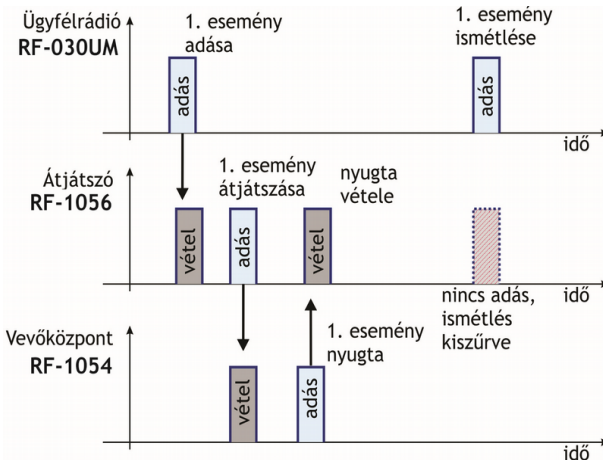 Ügyfélrádió
RF-030UM
1. esemény
adása
adás
1. esemény
ismétlése
adás
idő
Átjátszó
RF-1056
vétel
1. esemény
átjátszása
adás
nyugta
vétele
vétel
nincs adás,
ismétlés
kiszűrve
idő
Vevőközpont
RF-1054
vétel
1. esemény
nyugta
adás
idő